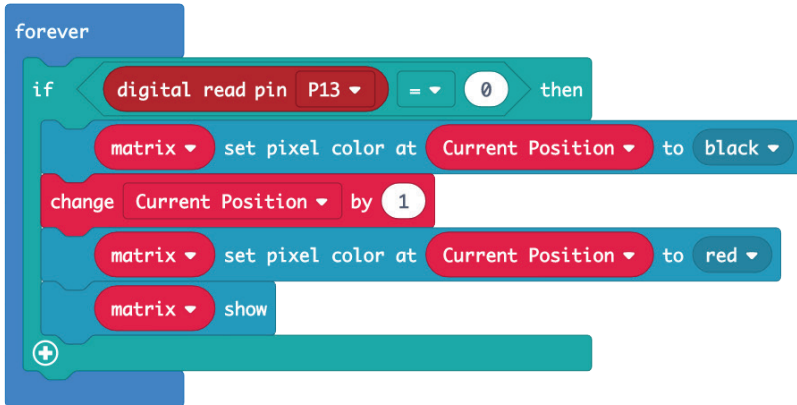 forever
if digital read pin P13 = 0 then
matrix set pixel color at Current Position to black
change Current Position by 1
matrix set pixel color at Current Position to red
matrix show